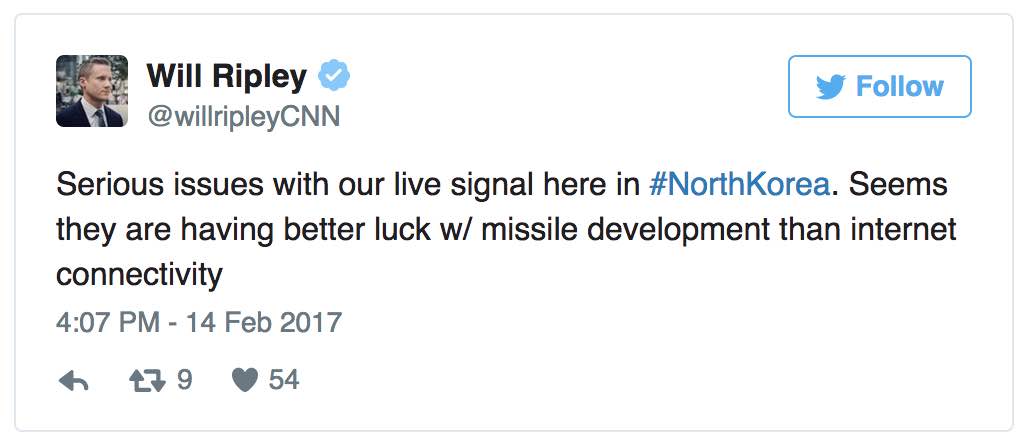 Will Ripley
@willripleyCNN
Follow
Serious issues with our live signal here in #NorthKorea. Seems
they are having better luck w/ missile development than internet
connectivity
4:07 PM - 14 Feb 2017
9 54